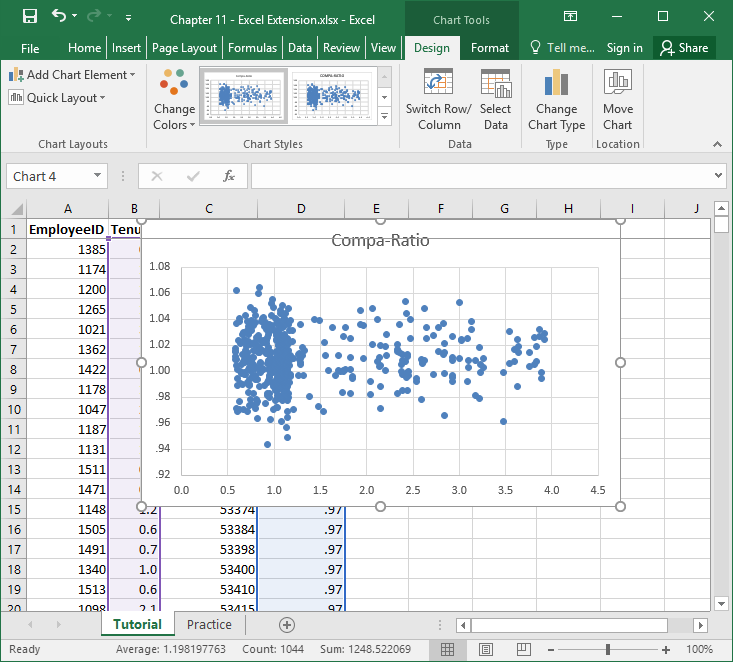 Chapter 11 - Excel Extension.xlsx - Excel
Chart Tools
File Home Insert Page Layout Formulas Data Review View Design Format Tell me... Sign in Share
Add Chart Element
Quick Layout
Change Colors
Switch Row/ Column
Select Data
Change Chart Type
Move Chart
Chart Layouts Chart Styles Data Type Location
Chart 4 fx
A B C D E F G H I J
1 EmployeeID Tenu
2 1385
3 1174
4 1200
5 1265
6 1021
7 1362
8 1422
9 1178
10 1047
11 1187
12 1131
13 1511
14 1471
15 1148 1.2 53374 .97
16 1505 0.6 53384 .97
17 1491 0.7 53398 .97
18 1340 1.0 53400 .97
19 1513 0.6 53410 .97
20 1098 2.1 53415 .97
Compa-Ratio
1.08
1.06
1.04
1.02
1.00
.98
.96
.94
.92
0.0 0.5 1.0 1.5 2.0 2.5 3.0 3.5 4.0 4.5
Tutorial Practice
Ready Average: 1.198197763 Count: 1044 Sum: 1248.522069 100%